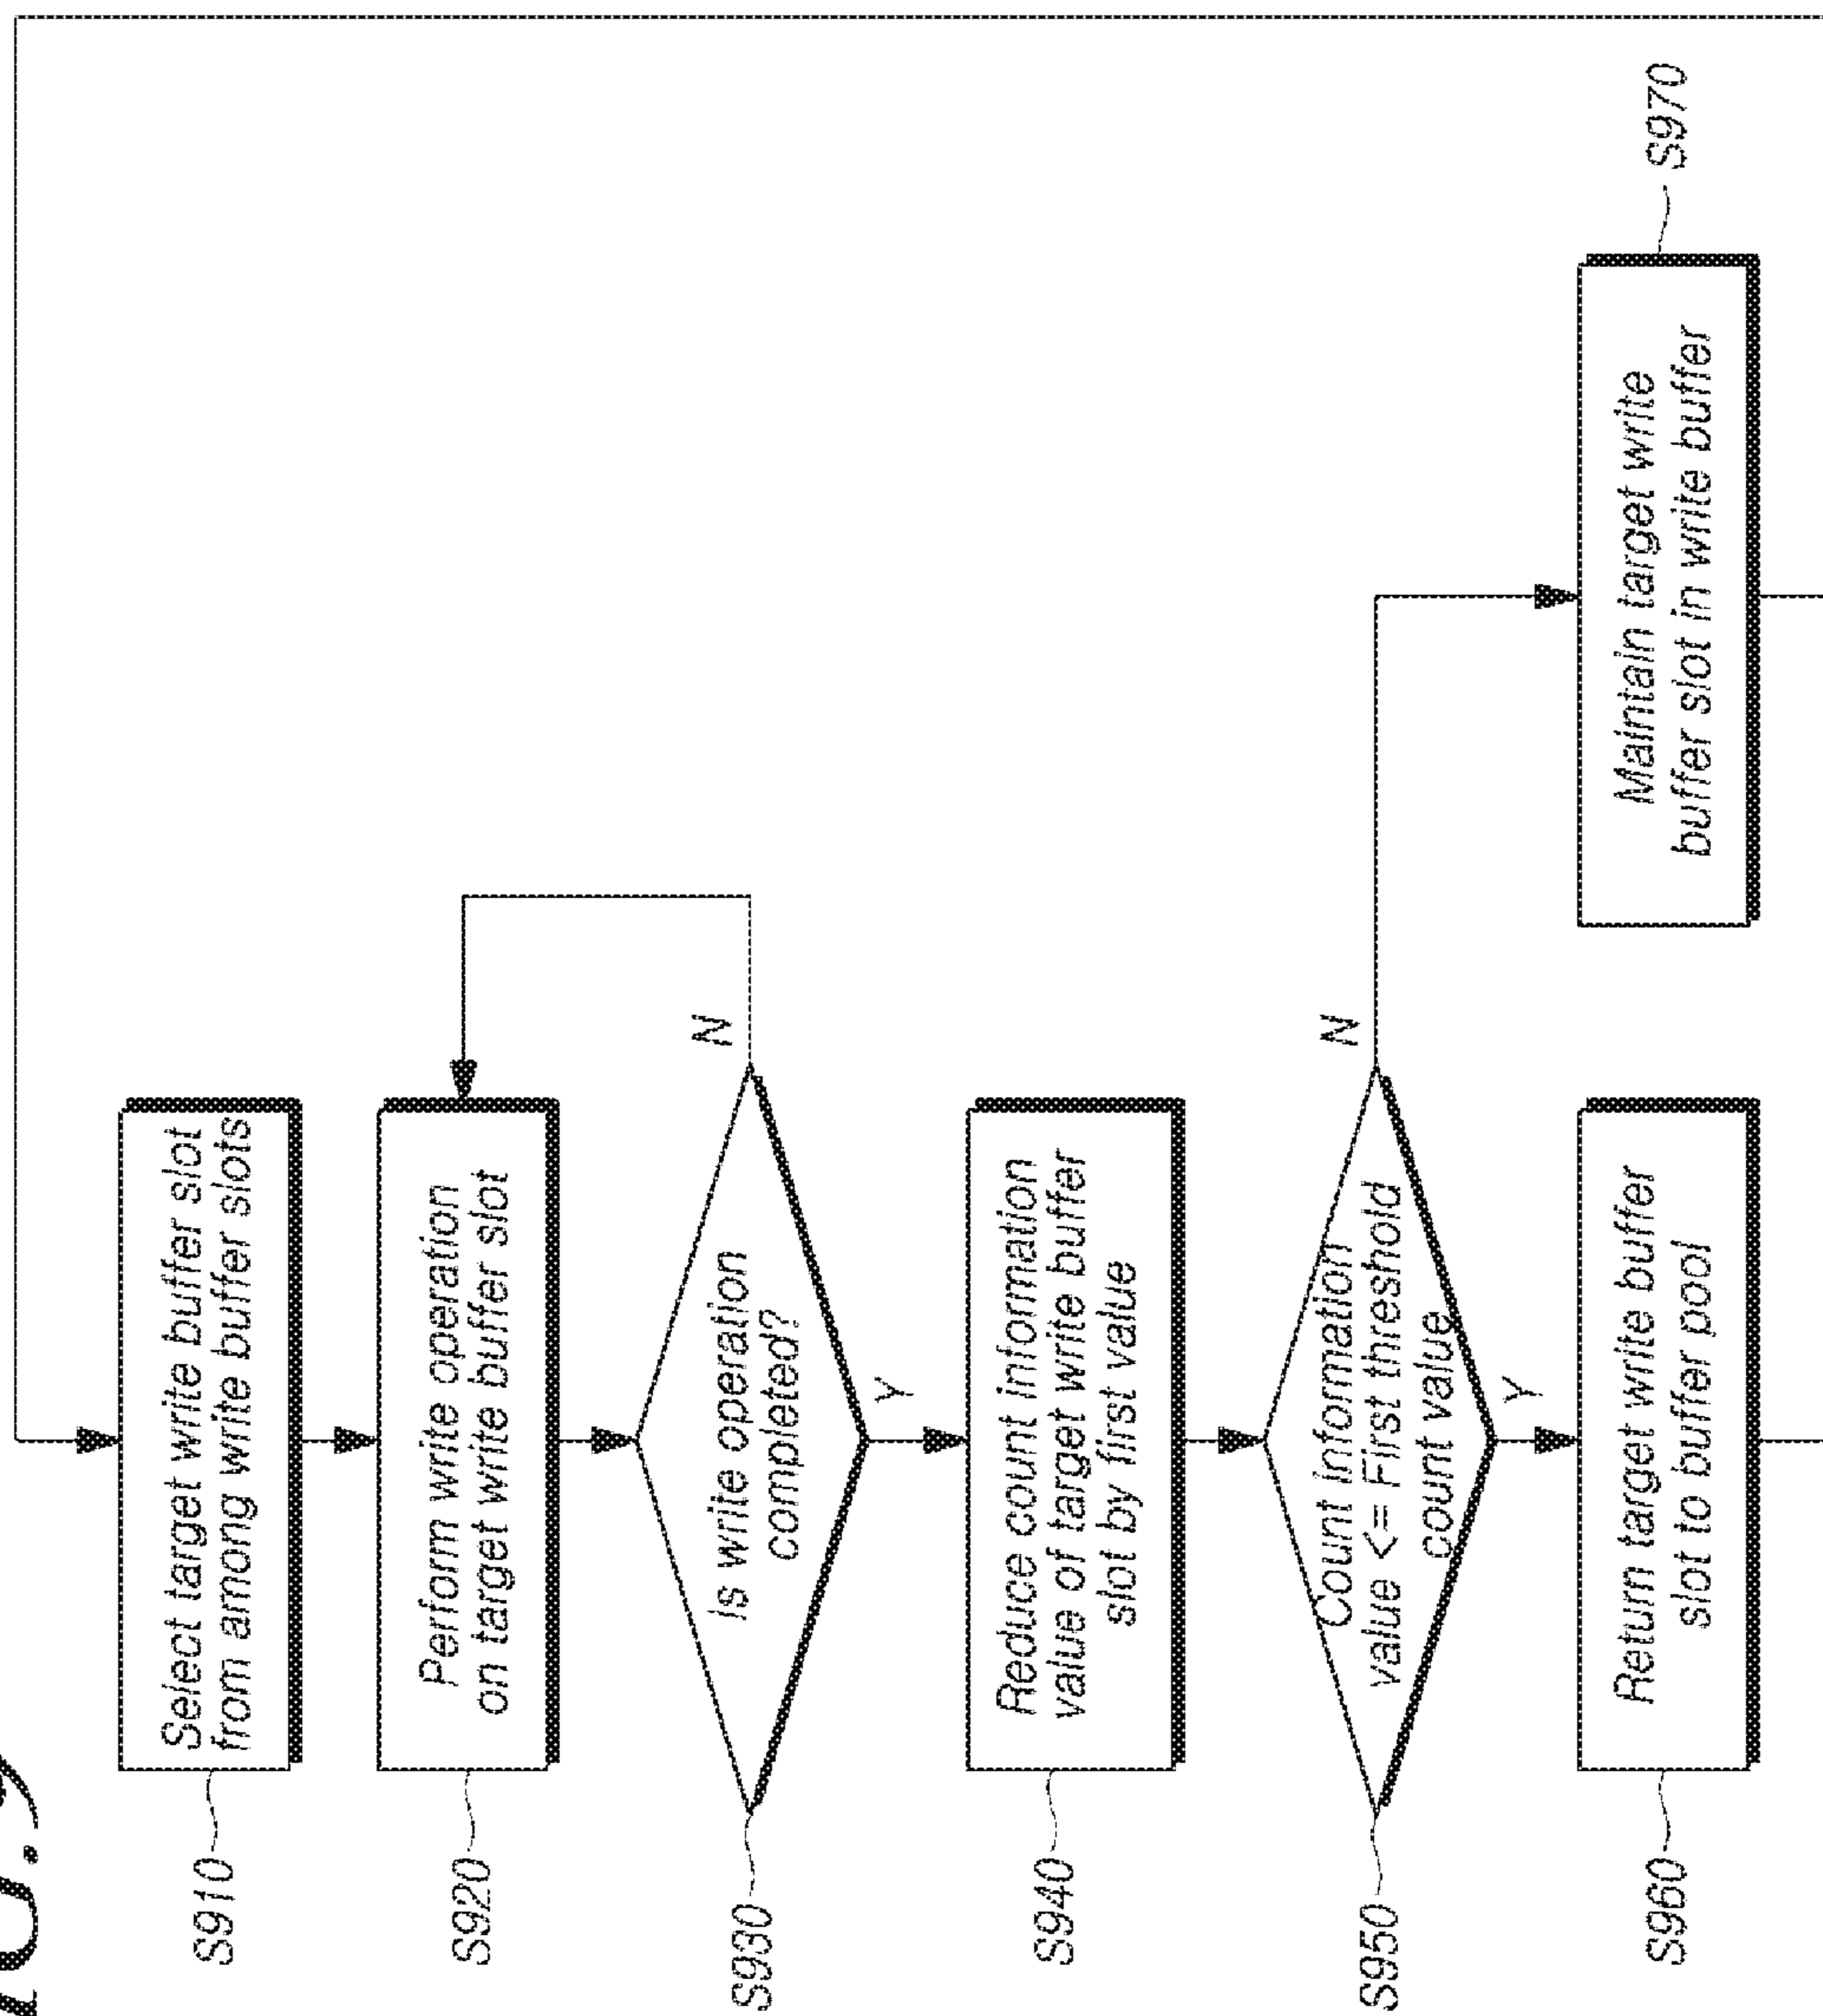 S910
Select target write buffer slot
from among write buffer slots
S920
Perform write operation
on target write buffer slot
S930
Is write operation
completed?
N
Y
S940
Reduce count information
value of target write buffer
slot by first value
S950
Count information
value <= First threshold
count value
N
Y
S960
Return target write buffer
slot to buffer pool
Maintain target write
buffer slot in write buffer
S970